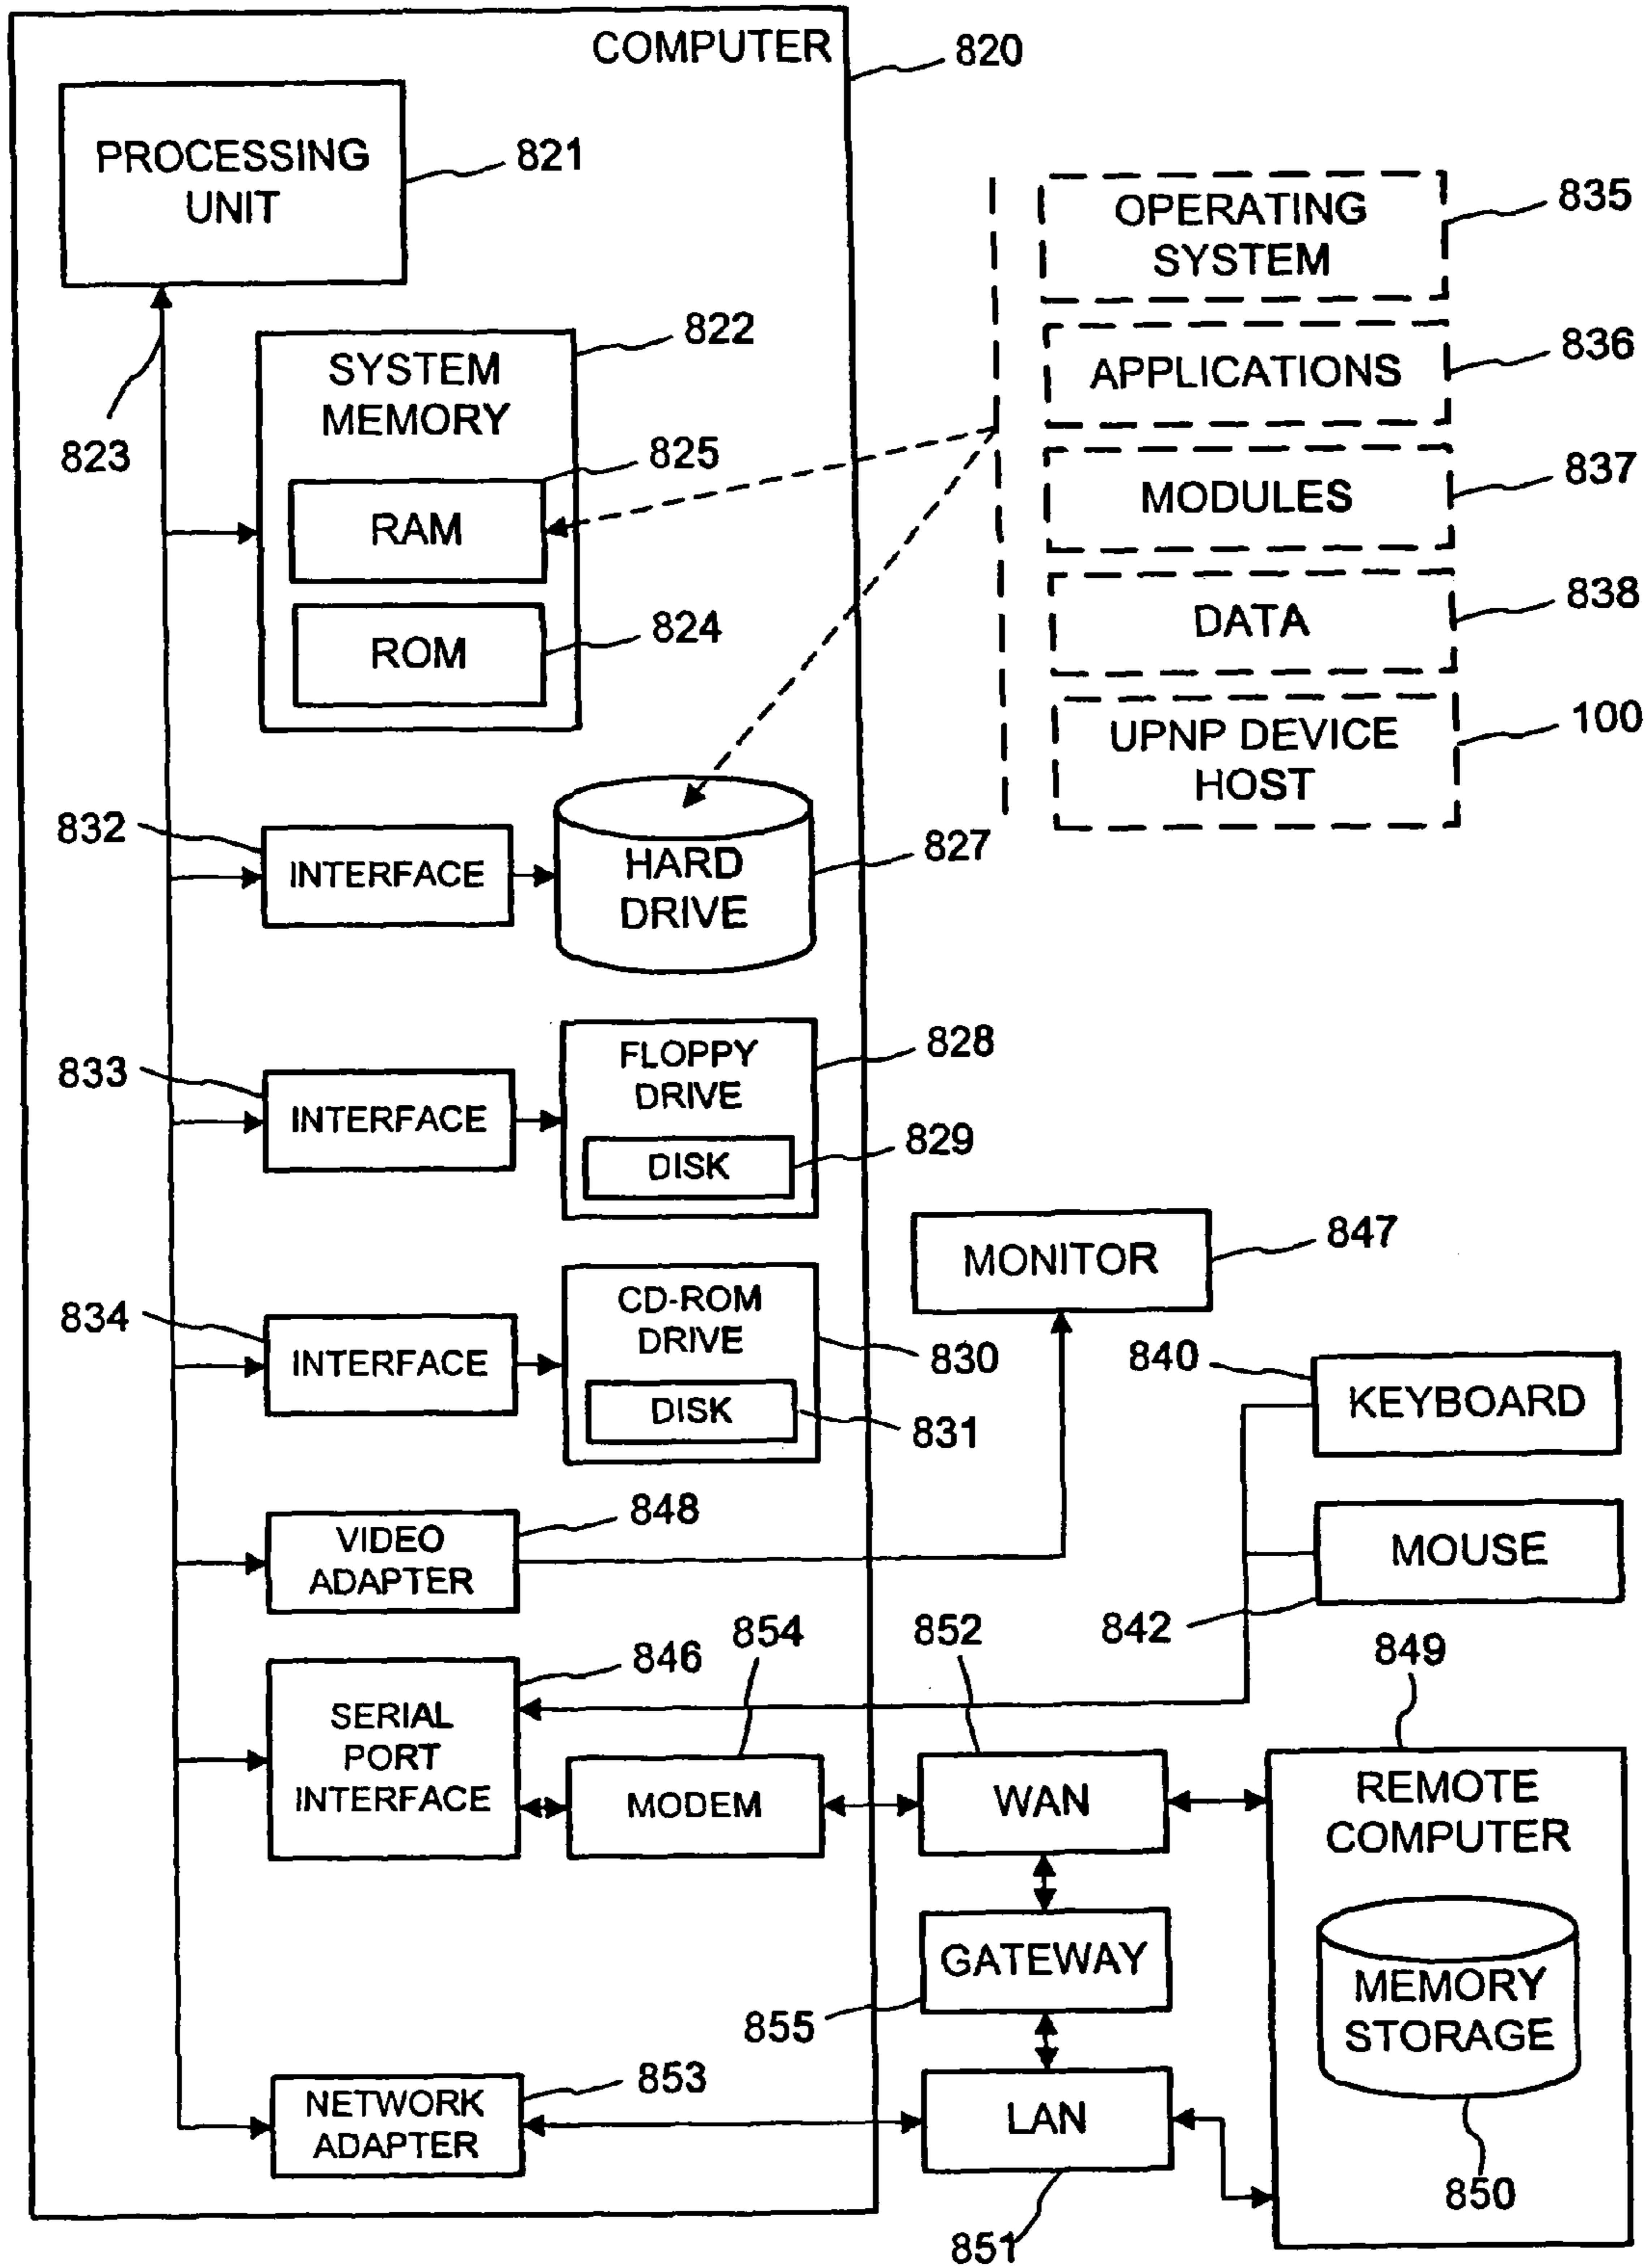 COMPUTER
820
PROCESSING
UNIT
821
823
SYSTEM
MEMORY
822
RAM
825
ROM
824
OPERATING
SYSTEM
835
APPLICATIONS
836
MODULES
837
DATA
838
UPNP DEVICE
HOST
100
832
INTERFACE
HARD
DRIVE
827
833
INTERFACE
FLOPPY
DRIVE
828
DISK
829
834
INTERFACE
CD-ROM
DRIVE
830
DISK
831
MONITOR
847
840
KEYBOARD
MOUSE
842
VIDEO
ADAPTER
848
SERIAL
PORT
INTERFACE
846
MODEM
854
WAN
852
849
REMOTE
COMPUTER
MEMORY
STORAGE
850
GATEWAY
855
NETWORK
ADAPTER
853
LAN
851